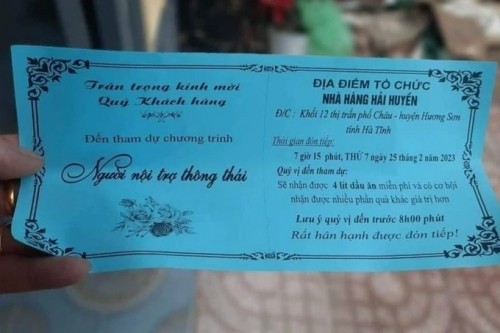 Trân trọng kính mời
Quý Khách hàng
Đến tham dự chương trình
Người nội trợ thông thái
ĐỊA ĐIỂM TỔ CHỨC
NHÀ HÀNG HẢI HUYỀN
Đ/C : Khối 12 thị trấn phố Châu - huyện Hương Sơn
tỉnh Hà Tĩnh
Thời gian đón tiếp:
7 giờ 15 phút, THỨ 7 ngày 25 tháng 2 năm 2023
Quý vị đến tham dự:
Sẽ nhận được 4 lít dầu ăn miễn phí và có cơ hội
nhận được nhiều phần quà khác giá trị hơn
Lưu ý quý vị đến trước 8h00 phút
Rất hân hạnh được đón tiếp!